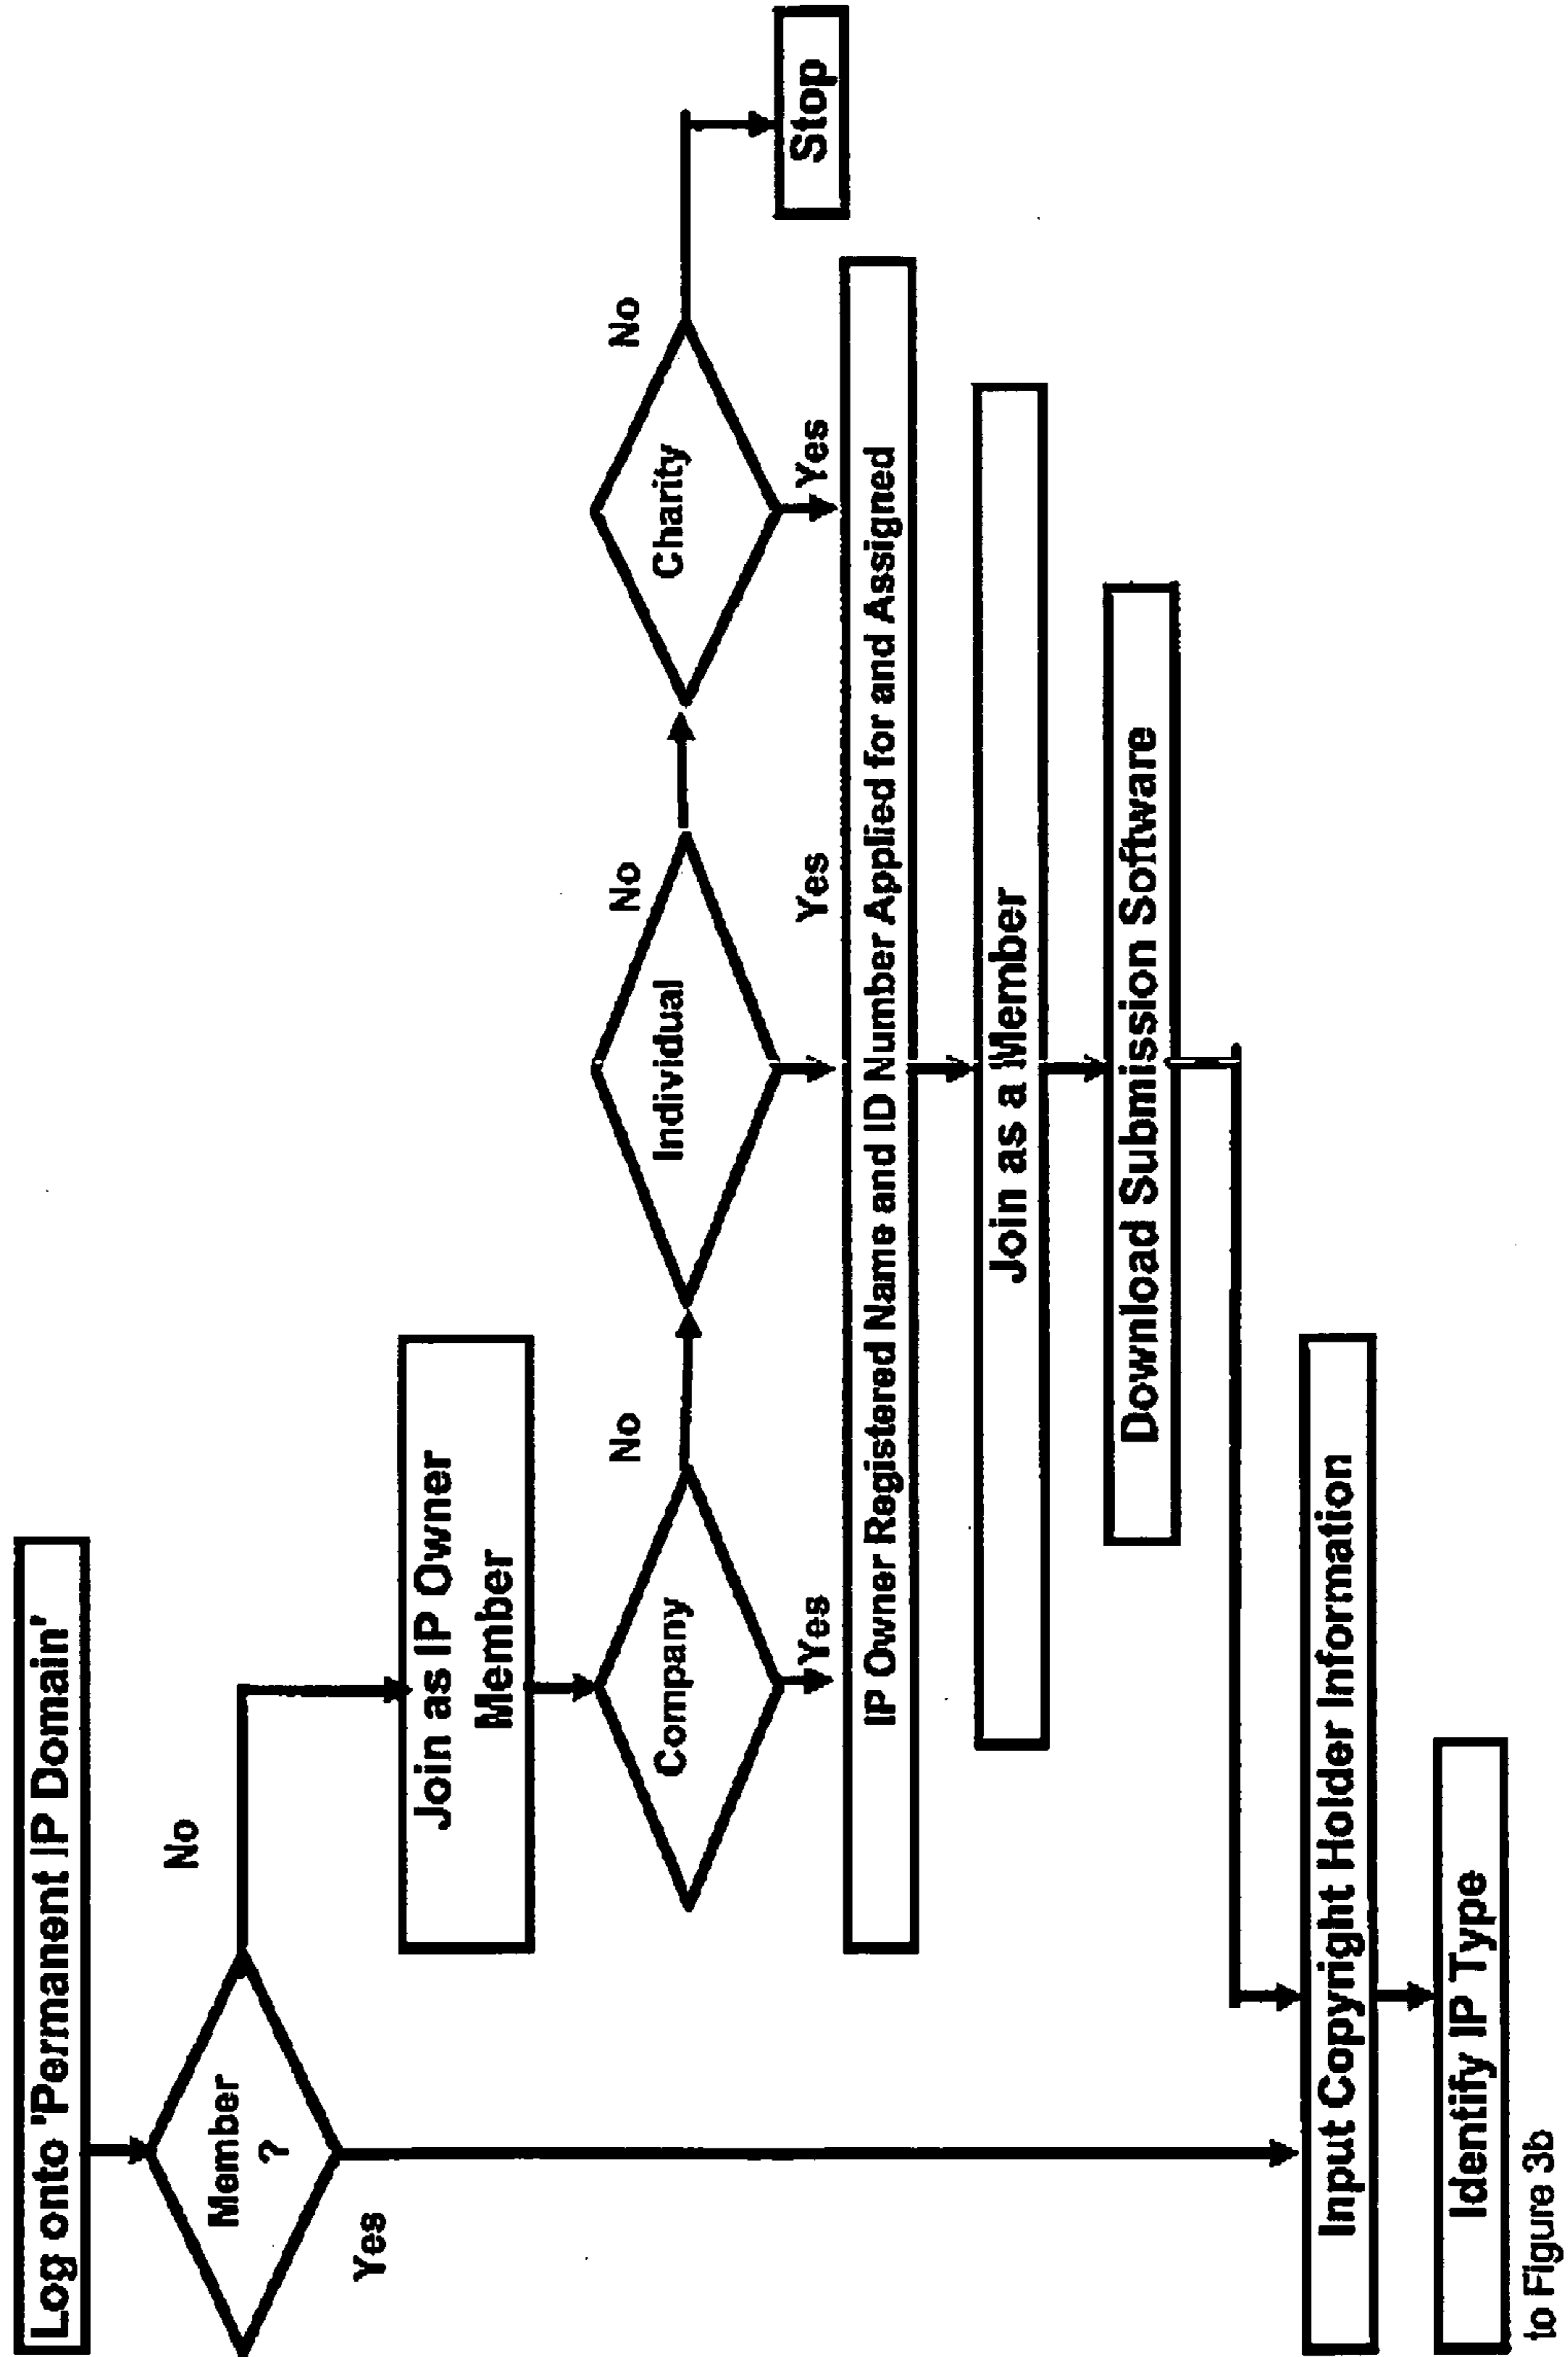 Log onto 'Permanent IP Domain'
Member
?
No
Yes
Join as IP Owner
Member
Company
No
Individual
No
Charity
No
Stop
Yes
Yes
Yes
IP Owner Registered Name and ID Number Applied for and Assigned
Join as a Member
Download Submission Software
Input Copyright Holder Information
Identify IP Type
to Figure 3b